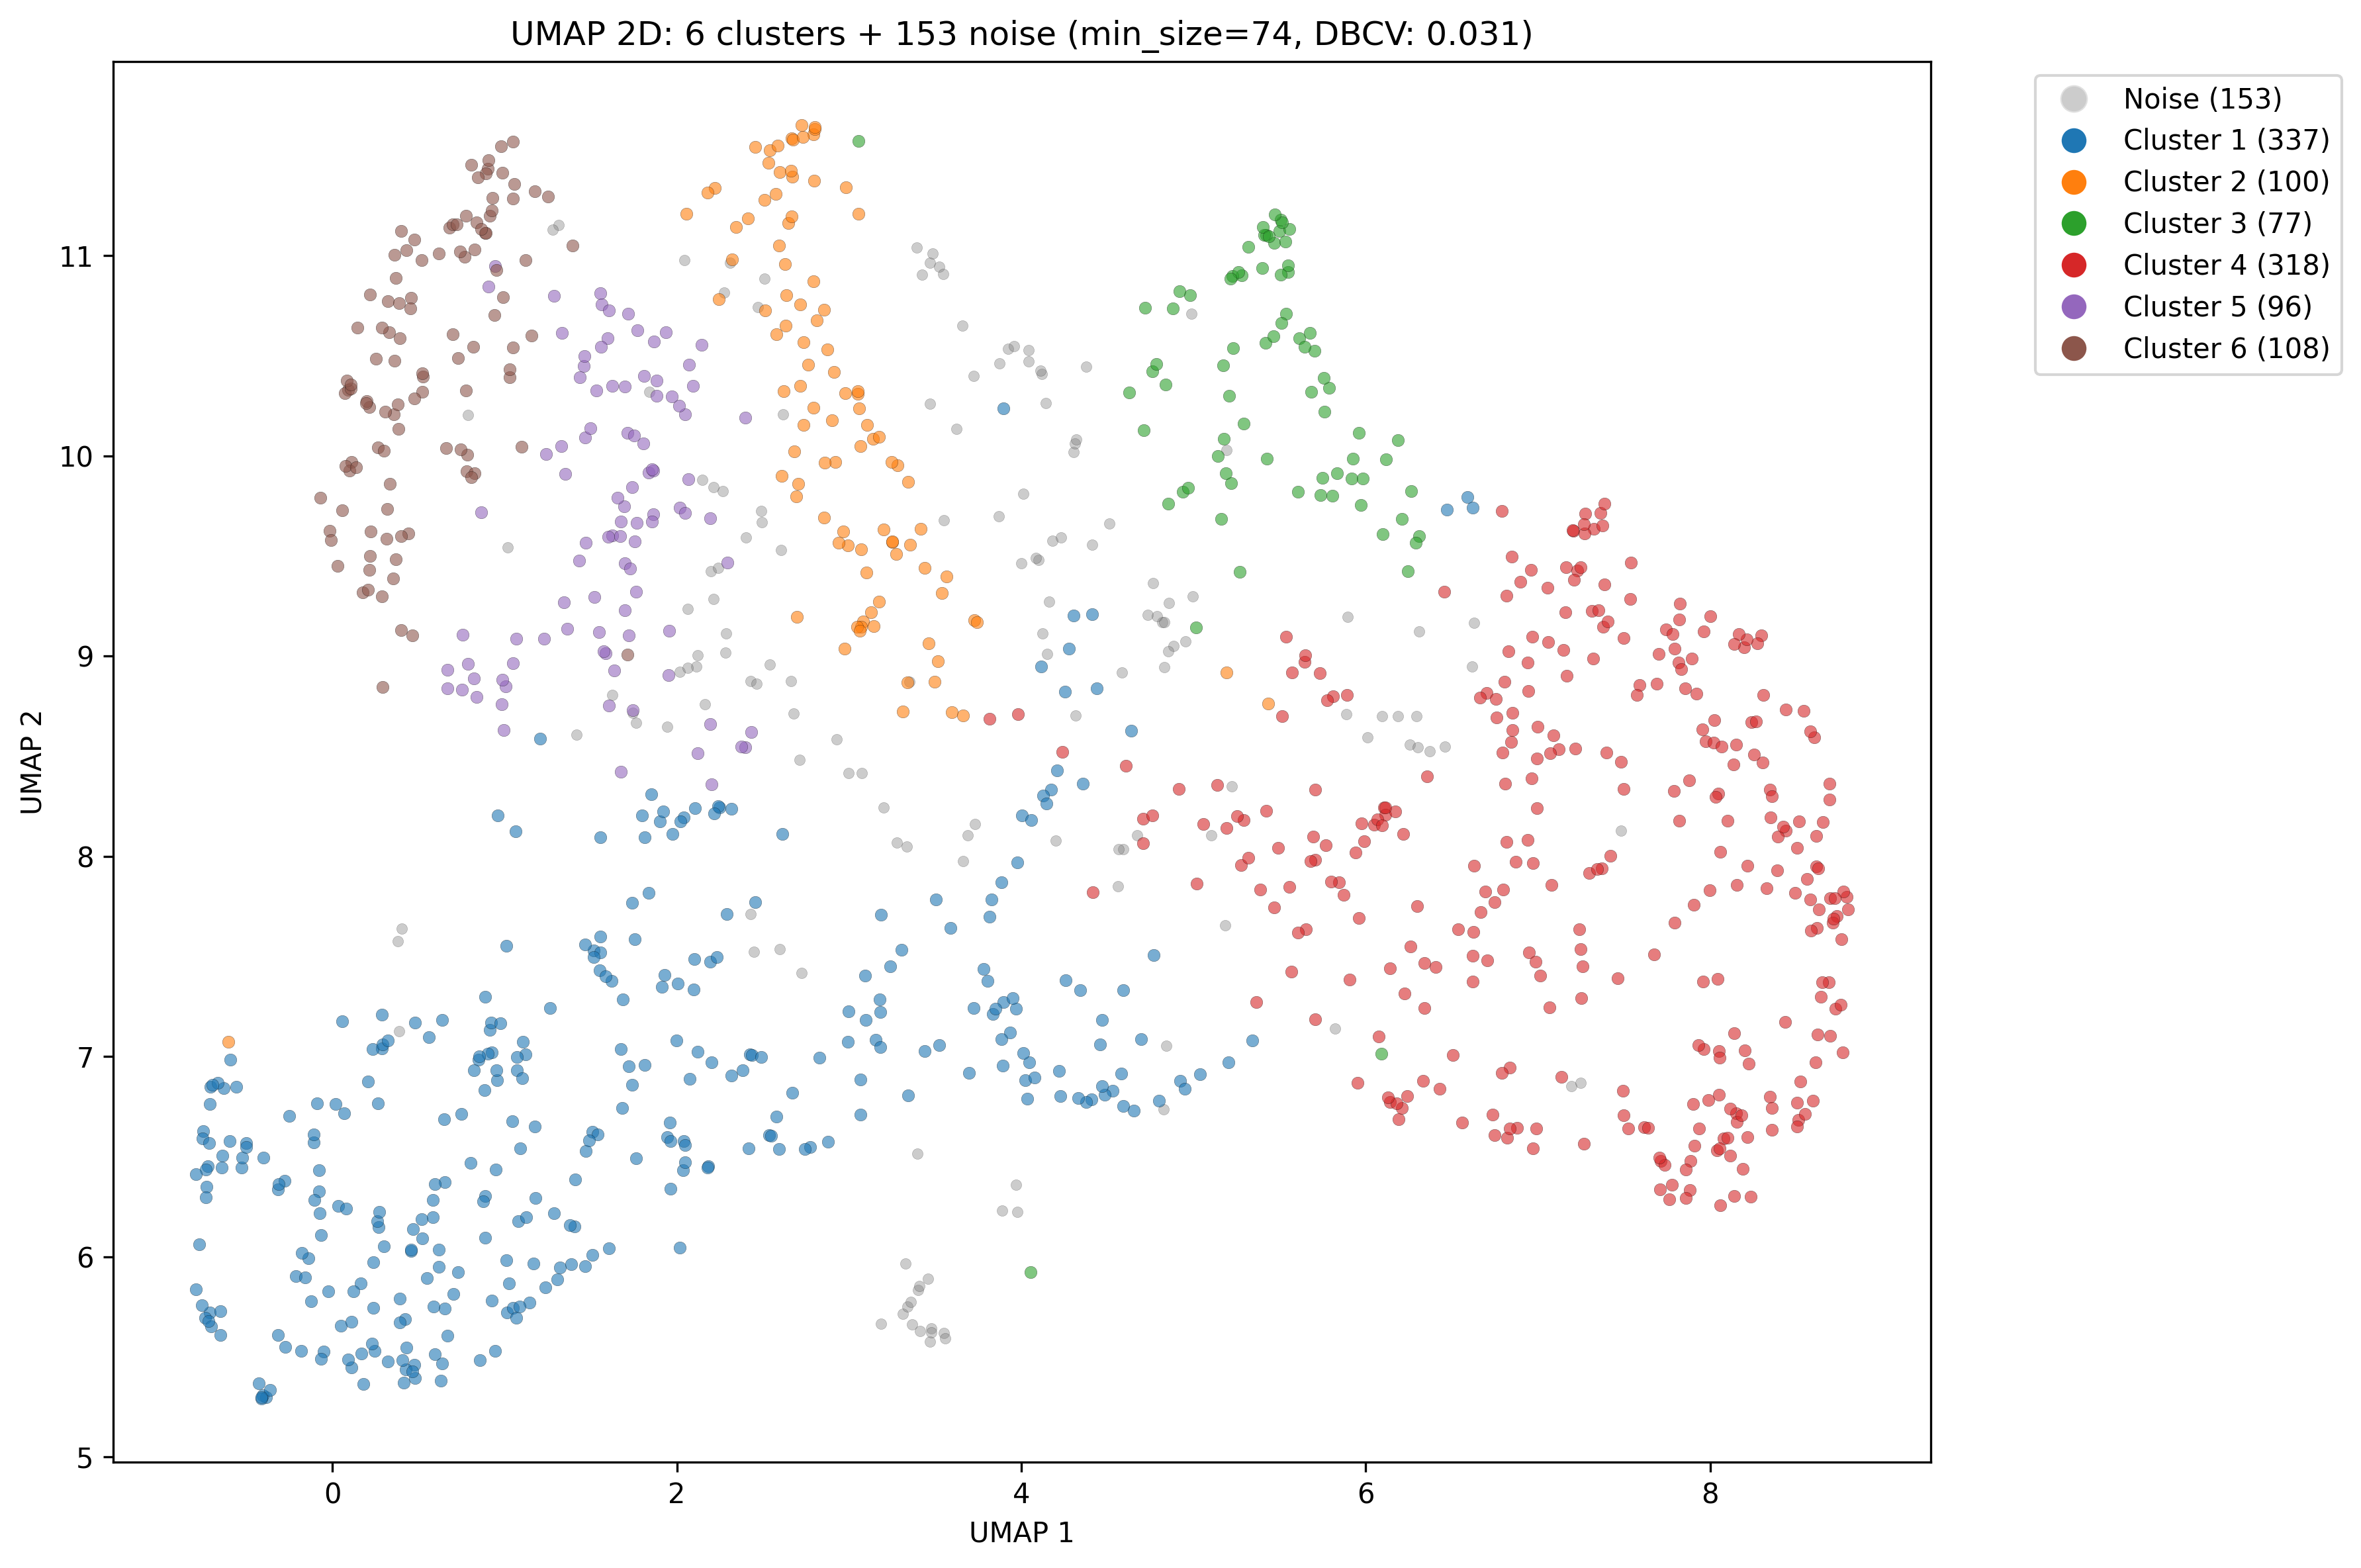 UMAP 2D: 6 clusters + 153 noise (min_size=74, DBCV: 0.031)
Noise (153)
Cluster 1 (337)
Cluster 2 (100)
Cluster 3 (77)
Cluster 4 (318)
Cluster 5 (96)
Cluster 6 (108)
UMAP 2
11
10
9
8
7
6
5
0 2 4 6 8
UMAP 1